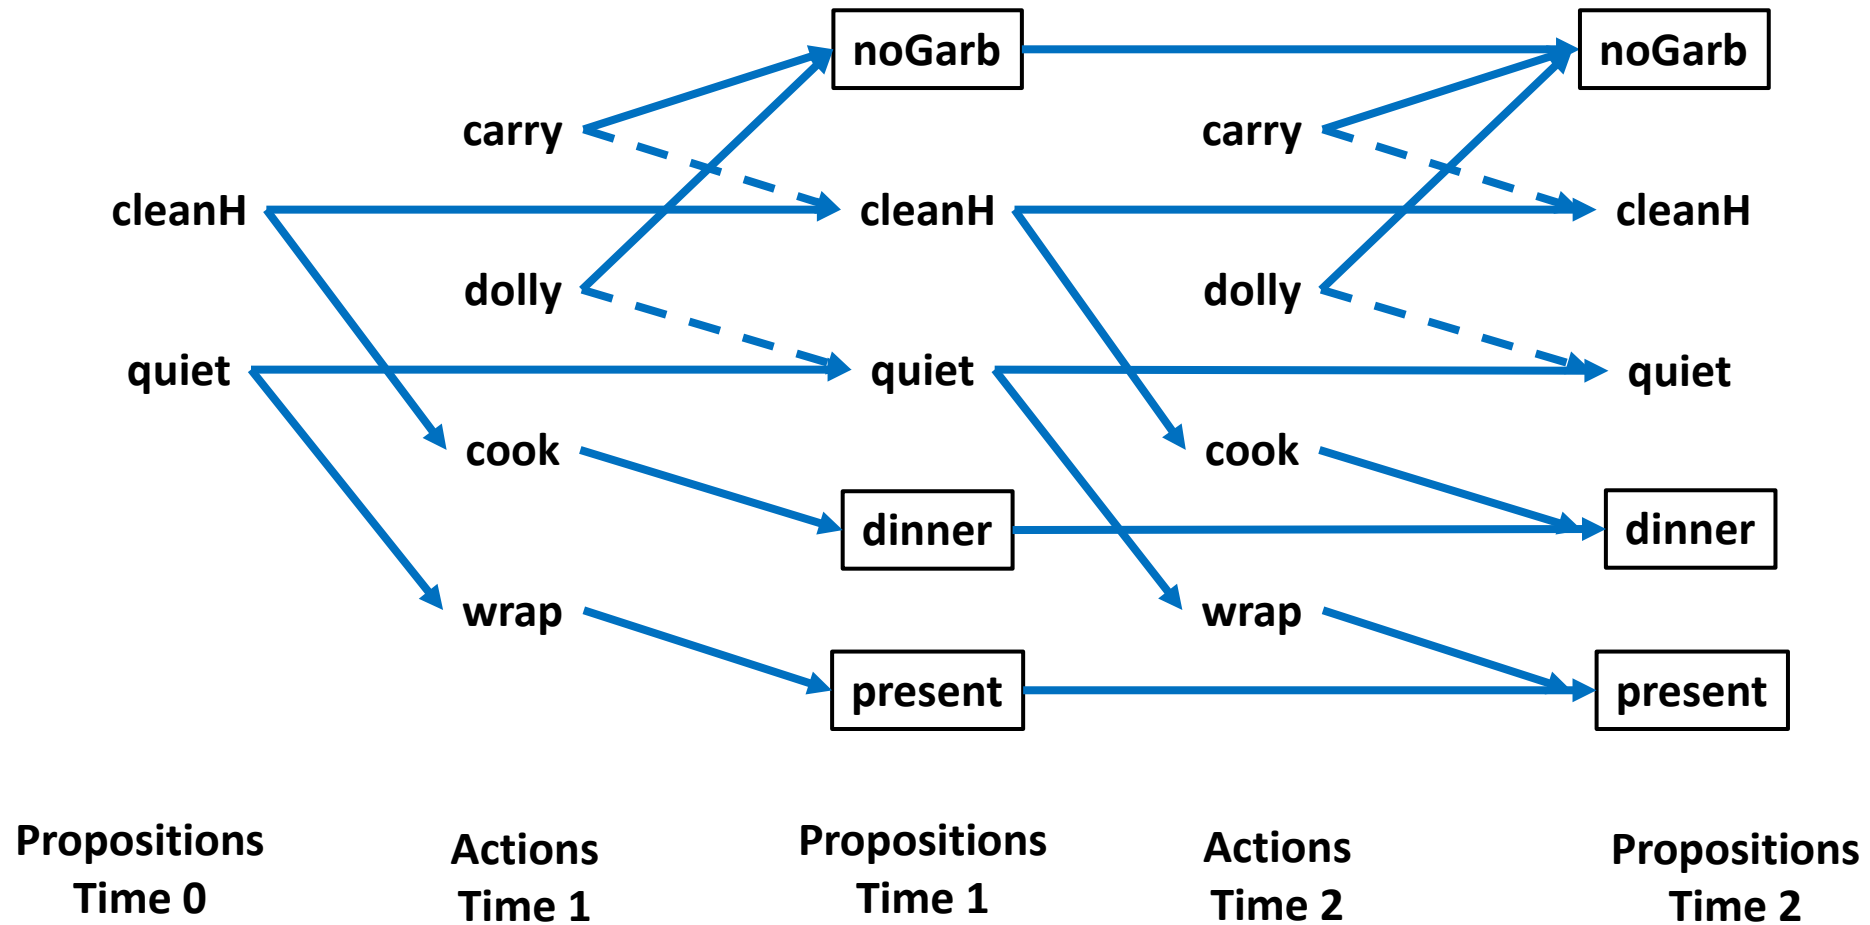 noGarb
noGarb
carry
carry
cleanH
cleanH
cleanH
dolly
dolly
quiet
quiet
quiet
cook
cook
dinner
dinner
wrap
wrap
present
present
Propositions
Time 0
Actions
Time 1
Propositions
Time 1
Actions
Time 2
Propositions
Time 2